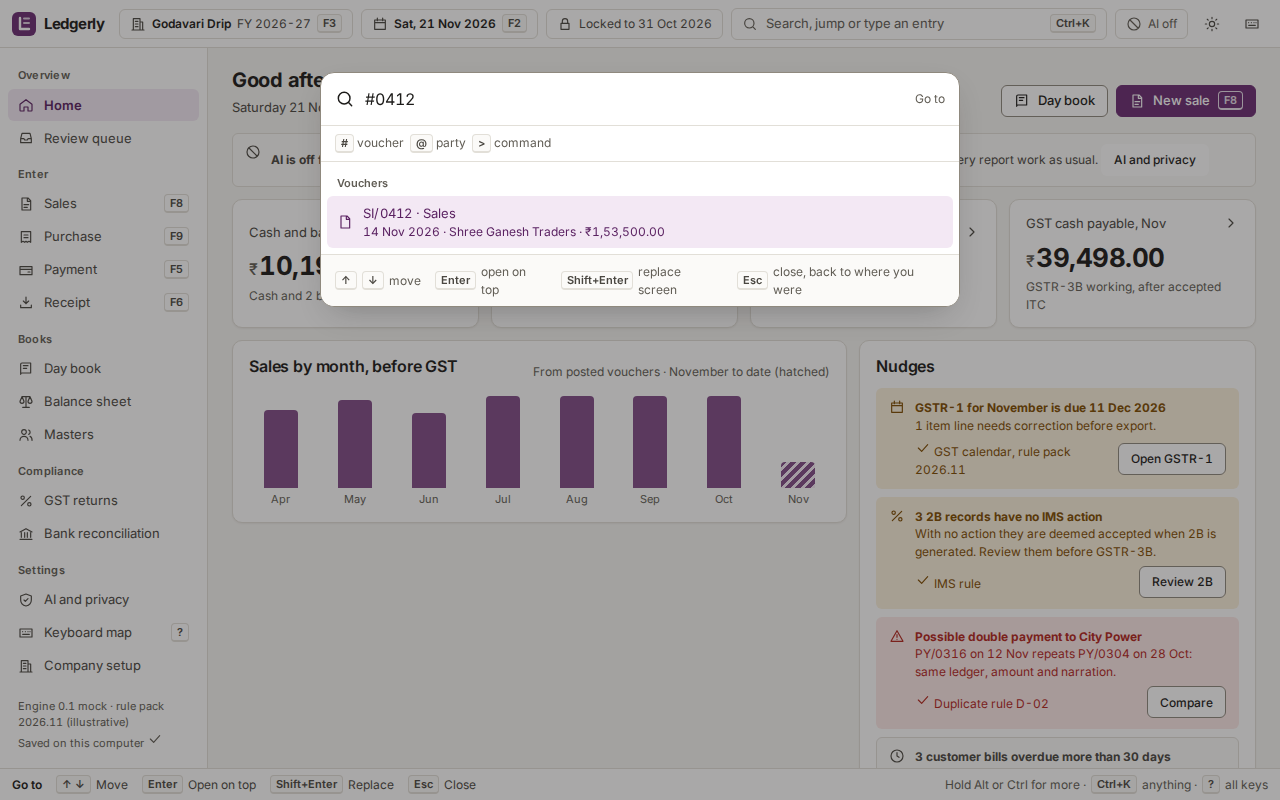 Ledgerly
Godavari Drip FY 2026-27 F3
Sat, 21 Nov 2026 F2
Locked to 31 Oct 2026
Search, jump or type an entry Ctrl+K
AI off
Overview
Home
Review queue
Enter
Sales F8
Purchase F9
Payment F5
Receipt F6
Books
Day book
Balance sheet
Masters
Compliance
GST returns
Bank reconciliation
Settings
AI and privacy
Keyboard map ?
Company setup
Engine 0.1 mock · rule pack
2026.11 (illustrative)
Saved on this computer
Good afte
Saturday 21 N
Day book
New sale F8
AI is off
ery report work as usual.
AI and privacy
#0412
Go to
# voucher @ party > command
Vouchers
SI/0412 · Sales
14 Nov 2026 · Shree Ganesh Traders · ₹1,53,500.00
↑ ↓ move
Enter open on
top
Shift+Enter replace
screen
Esc close, back to where you
were
Cash and ba
₹10,19
Cash and 2 b
GST cash payable, Nov
₹39,498.00
GSTR-3B working, after accepted
ITC
Sales by month, before GST
From posted vouchers · November to date (hatched)
Apr May Jun Jul Aug Sep Oct Nov
Nudges
GSTR-1 for November is due 11 Dec 2026
1 item line needs correction before export.
GST calendar, rule pack
2026.11
Open GSTR-1
3 2B records have no IMS action
With no action they are deemed accepted when 2B is
generated. Review them before GSTR-3B.
IMS rule
Review 2B
Possible double payment to City Power
PY/0316 on 12 Nov repeats PY/0304 on 28 Oct:
same ledger, amount and narration.
Duplicate rule D-02
Compare
3 customer bills overdue more than 30 days
Go to ↑ ↓ Move Enter Open on top Shift+Enter Replace Esc Close
Hold Alt or Ctrl for more · Ctrl+K anything · ? all keys